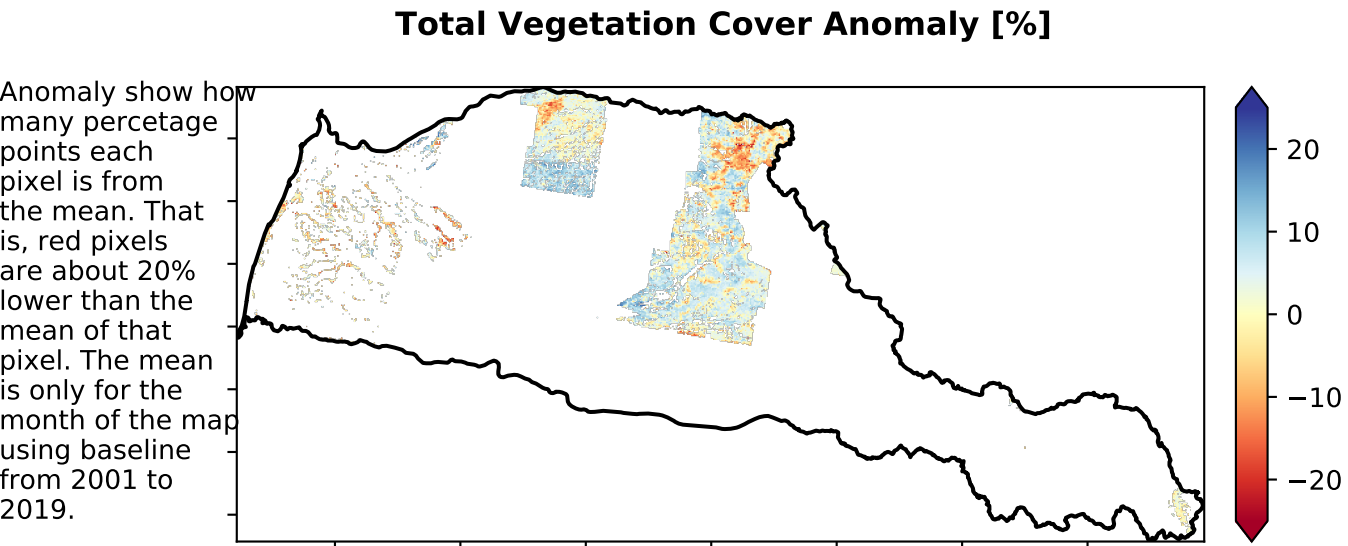 Total Vegetation Cover Anomaly [%]
Anomaly show how
many percetage
points each
pixel is from
the mean. That
is, red pixels
are about 20%
lower than the
mean of that
pixel. The mean
is only for the
month of the map
using baseline
from 2001 to
2019.
20
10
0
−10
−20